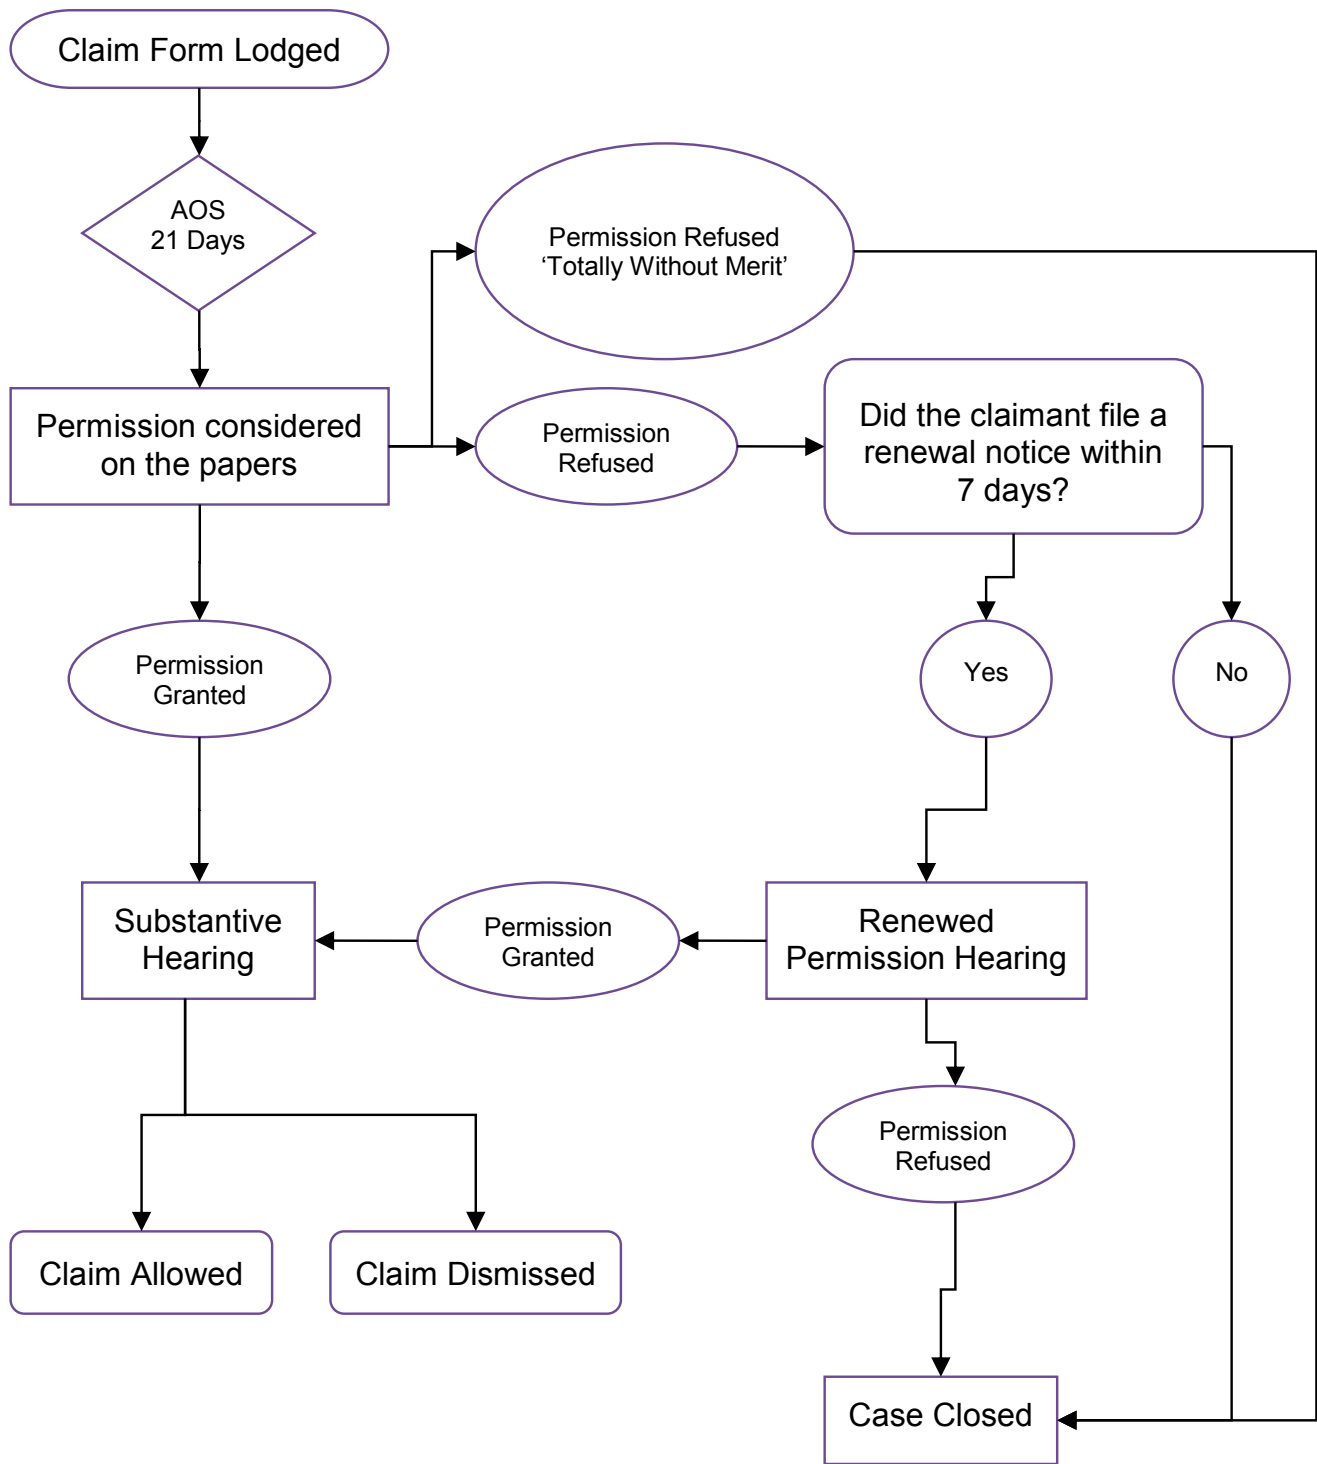 Claim Form Lodged
AOS
21 Days
Permission Refused
‘Totally Without Merit’
Permission considered
on the papers
Permission
Refused
Did the claimant file a
renewal notice within
7 days?
Permission
Granted
Yes
No
Substantive
Hearing
Permission
Granted
Renewed
Permission Hearing
Permission
Refused
Claim Allowed
Claim Dismissed
Case Closed